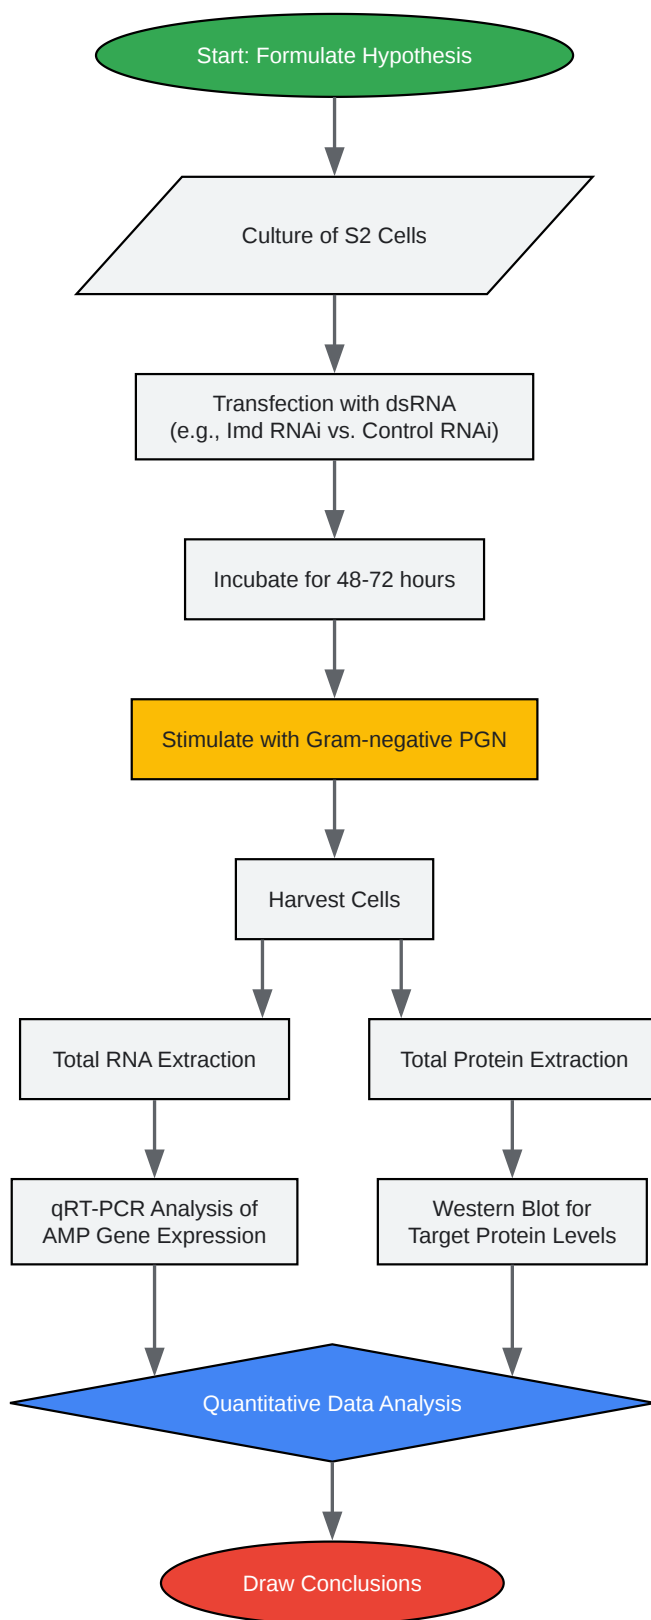 Start: Formulate Hypothesis
Culture of S2 Cells
Transfection with dsRNA
(e.g., Imd RNAi vs. Control RNAi)
Incubate for 48-72 hours
Stimulate with Gram-negative PGN
Harvest Cells
Total RNA Extraction
Total Protein Extraction
qRT-PCR Analysis of
AMP Gene Expression
Western Blot for
Target Protein Levels
Quantitative Data Analysis
Draw Conclusions